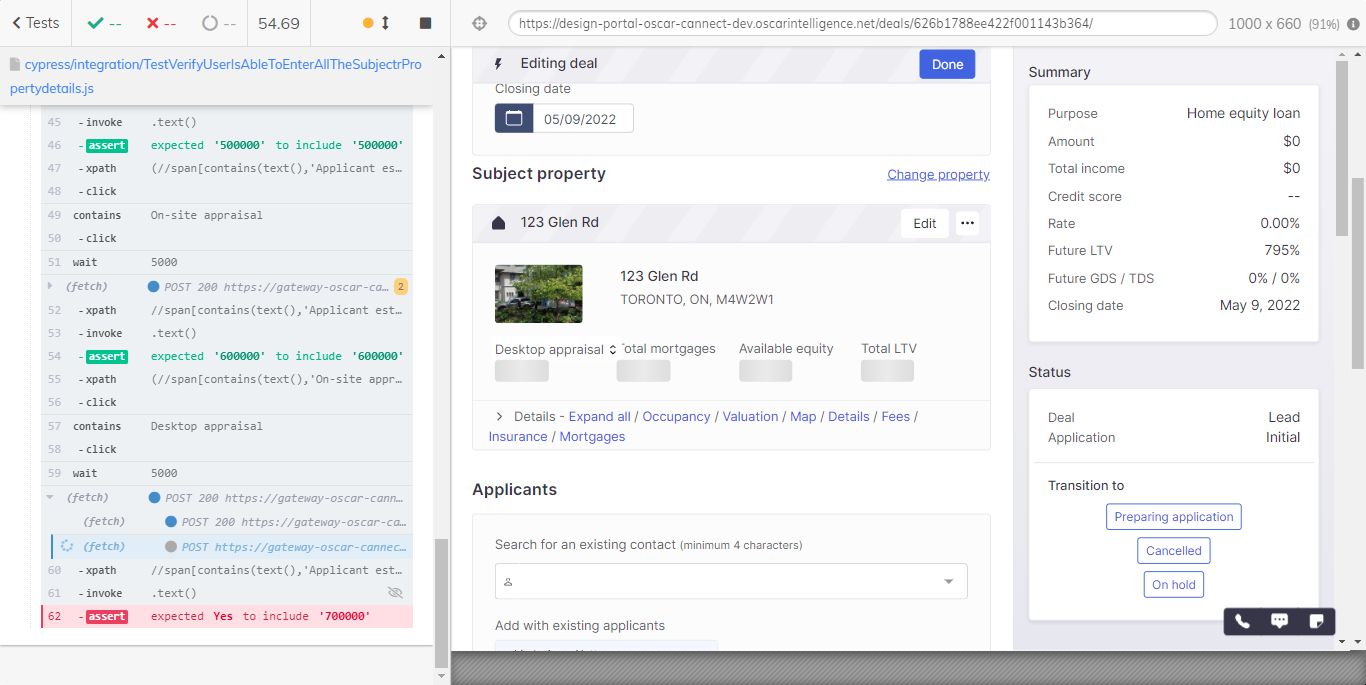 Tests
--
--
--
54.69
https://design-portal-oscar-cannect-dev.oscarintelligence.net/deals/626b1788ee422f001143b364/
1000 x 660 (91%)
cypress/integration/TestVerifyUserIsAbleToEnterAllTheSubjectrPro
pertydetails.js
45 -invoke .text()
46 -assert expected '500000' to include '500000'
47 -xpath (//span[contains(text(),'Applicant es…
48 -click
49 contains On-site appraisal
50 -click
51 wait 5000
(fetch) POST 200 https://gateway-oscar-ca… 2
52 -xpath //span[contains(text(),'Applicant est…
53 -invoke .text()
54 -assert expected '600000' to include '600000'
55 -xpath (//span[contains(text(),'On-site appr…
56 -click
57 contains Desktop appraisal
58 -click
59 wait 5000
(fetch) POST 200 https://gateway-oscar-cann…
(fetch) POST 200 https://gateway-oscar-ca…
(fetch) POST https://gateway-oscar-cannec…
60 -xpath //span[contains(text(),'Applicant est…
61 -invoke .text()
62 -assert expected Yes to include '700000'
Editing deal
Done
Closing date
05/09/2022
Subject property
Change property
123 Glen Rd
Edit
123 Glen Rd
TORONTO, ON, M4W2W1
Desktop appraisal
otal mortgages
Available equity
Total LTV
Details - Expand all / Occupancy / Valuation / Map / Details / Fees /
Insurance / Mortgages
Applicants
Search for an existing contact (minimum 4 characters)
Add with existing applicants
Summary
Purpose Home equity loan
Amount $0
Total income $0
Credit score --
Rate 0.00%
Future LTV 795%
Future GDS / TDS 0% / 0%
Closing date May 9, 2022
Status
Deal Lead
Application Initial
Transition to
Preparing application
Cancelled
On hold